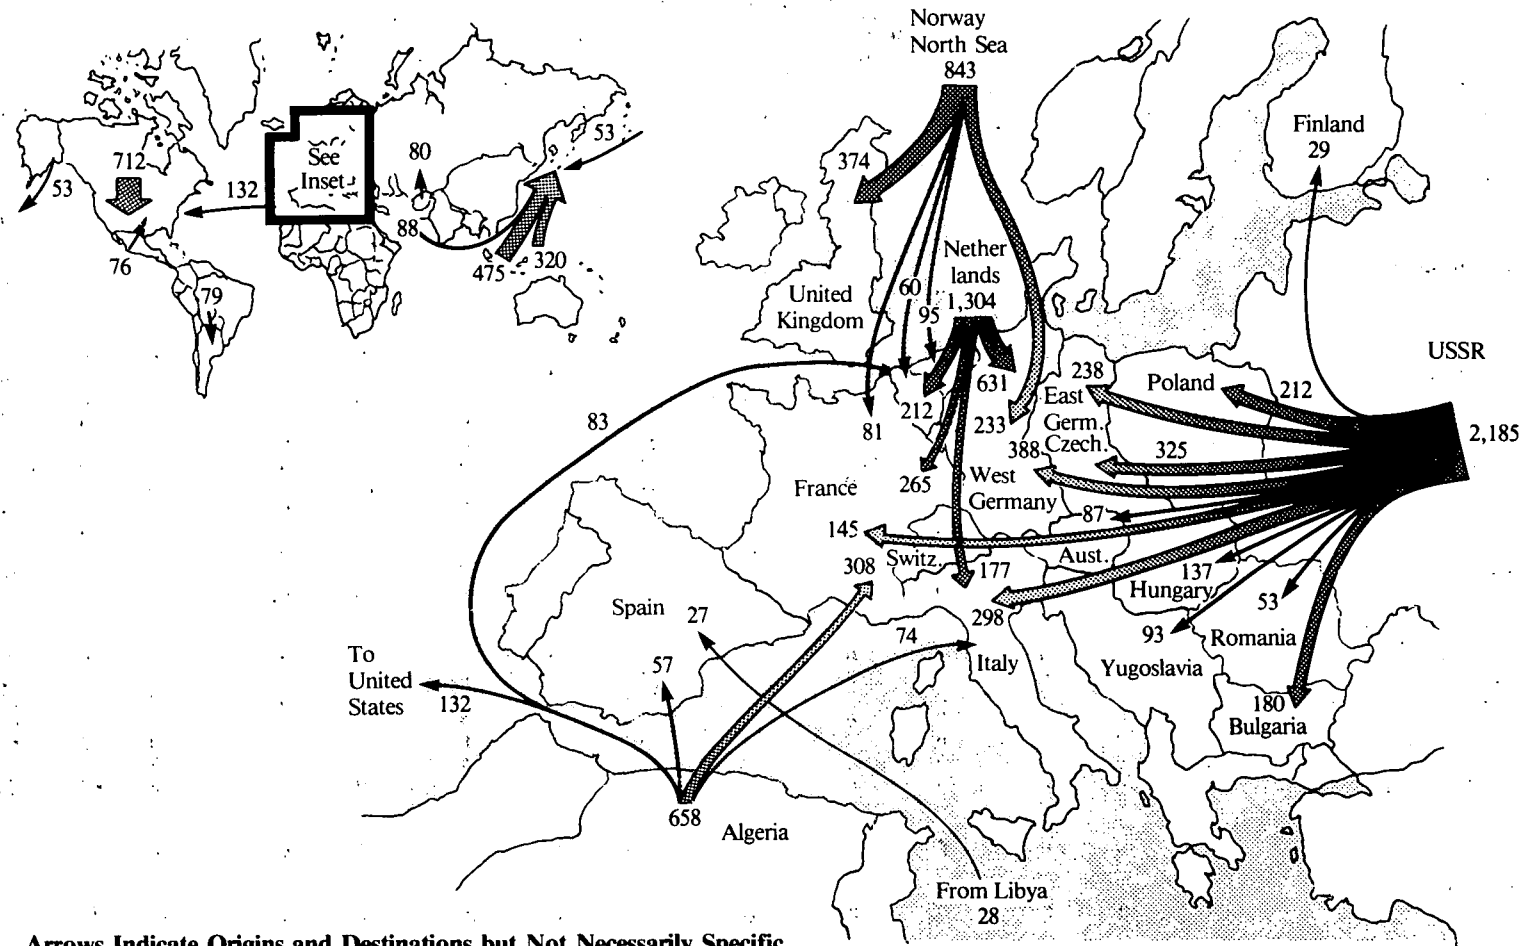 Norway
North Sea
843
53
80
712
See
Inset
53
132
88
76
475
320
79
374
Finland
29
Nether
lands
1,304
60
95
United
Kingdom
USSR
631
238
Poland
212
East
Germ.
Czech.
212
233
83
81
388
325
2,185
265
West
Germany
France
87
145
Switz.
Aust.
308
177
137
Hungary
298
53
Spain
27
74
93
Romania
To
United
States
57
Italy
Yugoslavia
132
180
Bulgaria
658
Algeria
From Libya
28
Arrows Indicate Origins and Destinations but Not Necessarily Specific